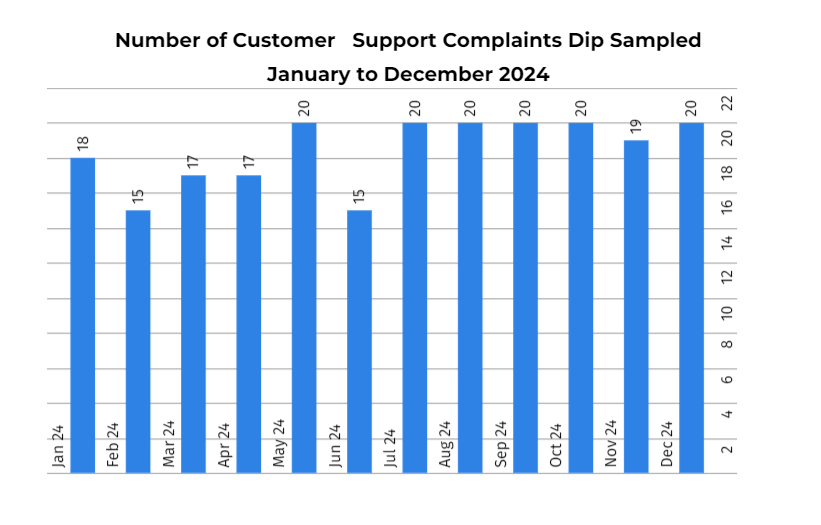 Number of Customer Support Complaints Dip Sampled
January to December 2024
18
15
17
17
20
15
20
20
20
20
19
20
Jan 24
Feb 24
Mar 24
Apr 24
May 24
Jun 24
Jul 24
Aug 24
Sep 24
Oct 24
Nov 24
Dec 24
22
20
18
16
14
12
10
8
6
4
2